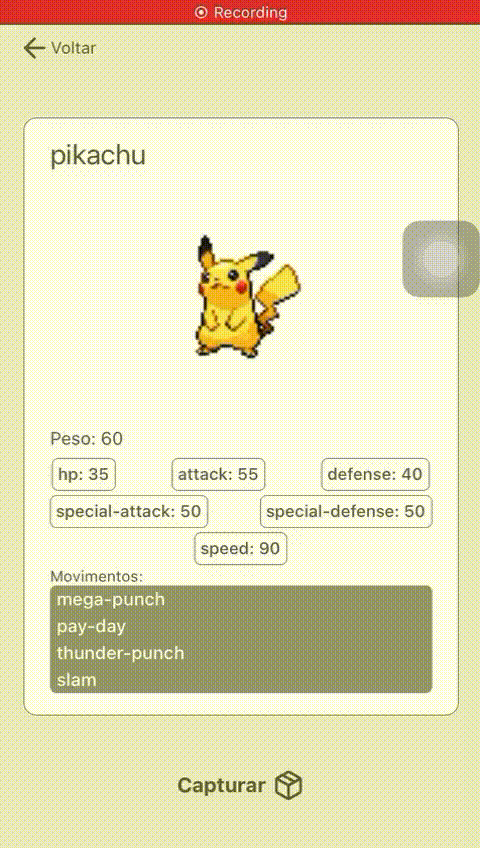 Recording
Voltar
pikachu
Peso: 60
hp: 35 attack: 55 defense: 40
special-attack: 50 special-defense: 50
speed: 90
Movimentos:
mega-punch
pay-day
thunder-punch
slam
Capturar